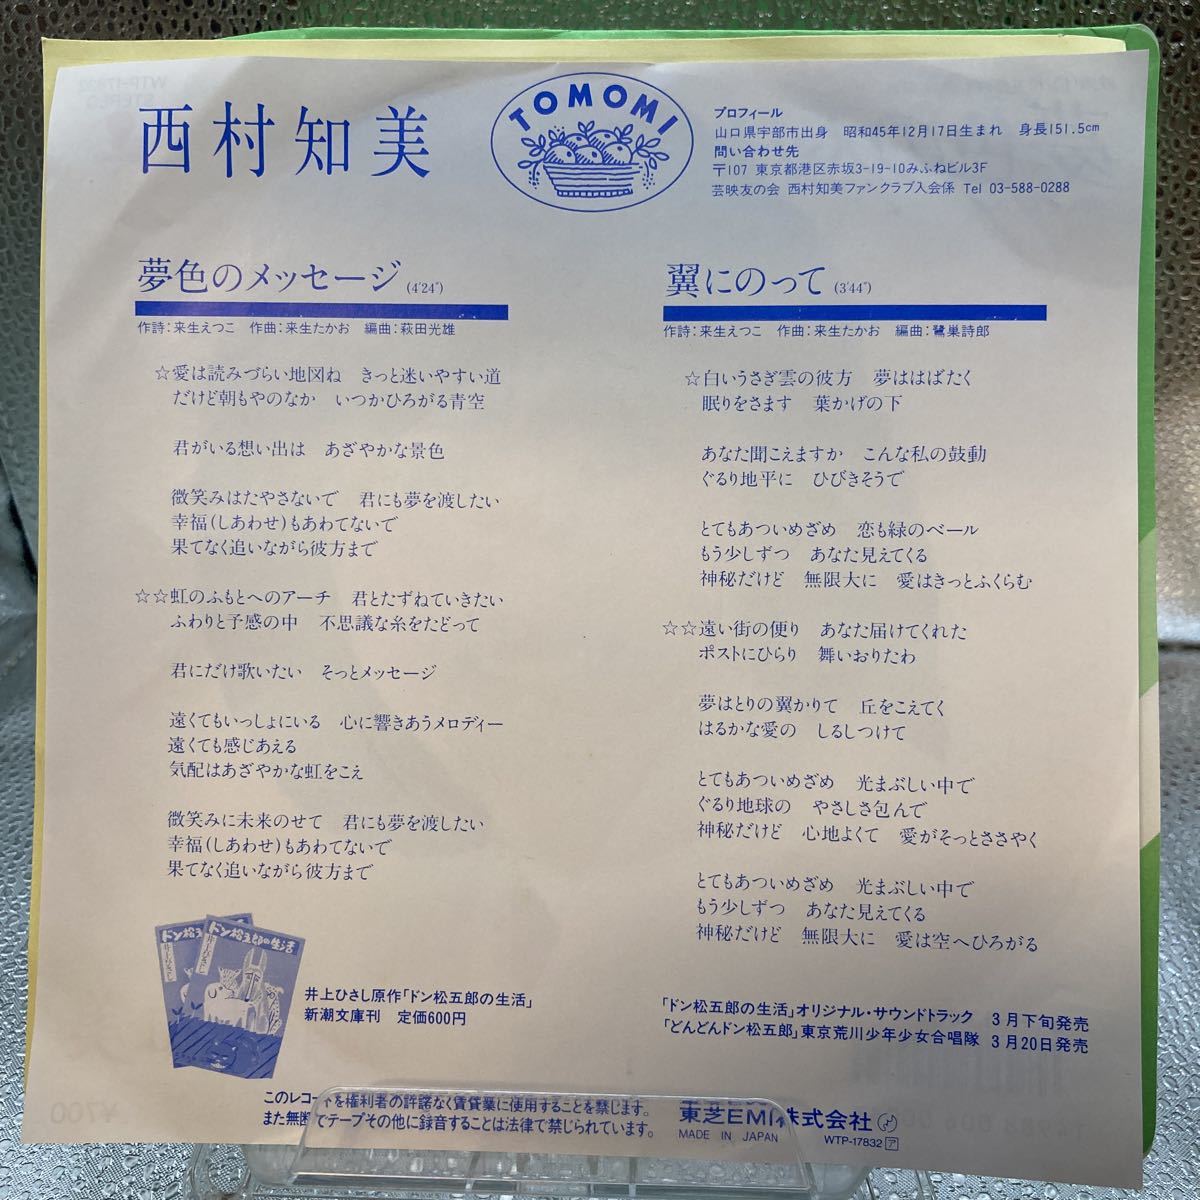 西村知美
TOMOMI
プロフィール
山口県宇部市出身　昭和45年12月17日生まれ　身長151.5cm
問い合わせ先
〒107 東京都港区赤坂3-19-10みふねビル3F
芸映友の会 西村知美ファンクラブ入会係 Tel 03-588-0288
夢色のメッセージ (4'24")
作詩：来生えつこ　作曲：来生たかお　編曲：萩田光雄
☆愛は読みづらい地図ね　きっと迷いやすい道
だけど朝もやのなか　いつかひろがる青空
君がいる想い出は　あざやかな景色
微笑みはたやさないで　君にも夢を渡したい
幸福(しあわせ)もあわてないで
果てなく追いながら彼方まで
☆☆虹のふもとへのアーチ　君とたずねていきたい
ふわりと予感の中　不思議な糸をたどって
君にだけ歌いたい　そっとメッセージ
遠くてもいっしょにいる　心に響きあうメロディー
遠くても感じあえる
気配はあざやかな虹をこえ
微笑みに未来のせて　君にも夢を渡したい
幸福(しあわせ)もあわてないで
果てなく追いながら彼方まで
翼にのって (3'44")
作詩：来生えつこ　作曲：来生たかお　編曲：鷺巣詩郎
☆白いうさぎ雲の彼方　夢ははばたく
眠りをさます　葉かげの下
あなた聞こえますか　こんな私の鼓動
ぐるり地平に　ひびきそうで
とてもあついめざめ　恋も緑のベール
もう少しずつ　あなた見えてくる
神秘だけど　無限大に　愛はきっとふくらむ
☆☆遠い街の便り　あなた届けてくれた
ポストにひらり　舞いおりたわ
夢はとりの翼かりて　丘をこえてく
はるかな愛の　しるしつけて
とてもあついめざめ　光まぶしい中で
ぐるり地球の　やさしさ包んで
神秘だけど　心地よくて　愛がそっとささやく
とてもあついめざめ　光まぶしい中で
もう少しずつ　あなた見えてくる
神秘だけど　無限大に　愛は空へひろがる
ドン松五郎の生活
井上ひさし
井上ひさし原作「ドン松五郎の生活」
新潮文庫刊　定価600円
「ドン松五郎の生活」オリジナル・サウンドトラック　3月下旬発売
「どんどんドン松五郎」東京荒川少年少女合唱隊　3月20日発売
このレコードを権利者の許諾なく賃貸業に使用することを禁じます。
また無断でテープその他に録音することは法律で禁じられています。
東芝EMI株式会社
MADE IN JAPAN
WTP-17832 ア
¥700